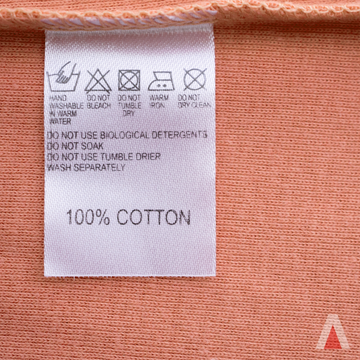 HAND WASHABLE IN WARM WATER
DO NOT BLEACH
DO NOT TUMBLE DRY
WARM IRON
DO NOT DRY CLEAN
DO NOT USE BIOLOGICAL DETERGENTS
DO NOT SOAK
DO NOT USE TUMBLE DRIER
WASH SEPARATELY
100% COTTON